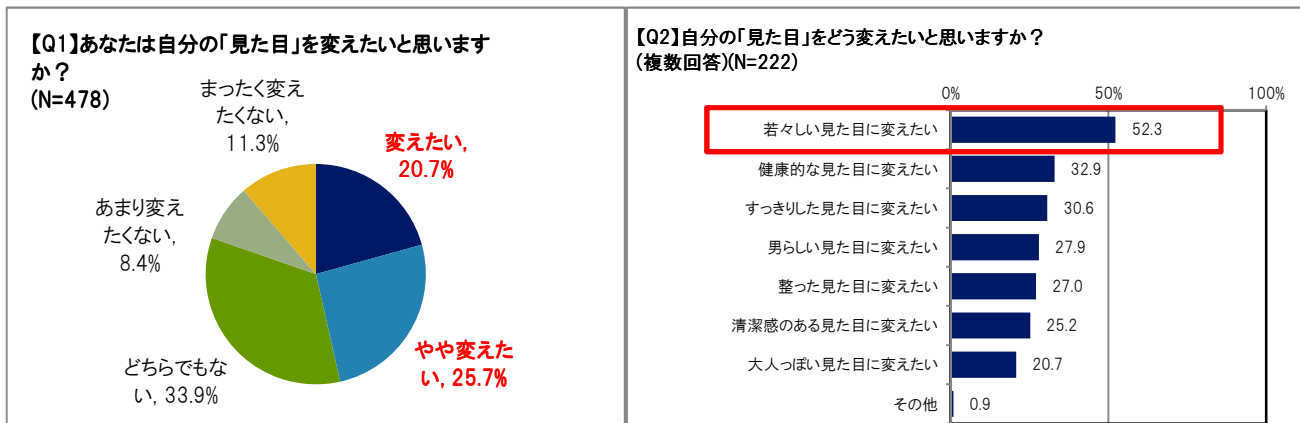 【Q1】あなたは自分の「見た目」を変えたいと思います
か?
(N=478)
まったく変え
たくない,
11.3%
変えたい,
20.7%
あまり変え
たくない,
8.4%
どちらでもな
い, 33.9%
やや変えた
い, 25.7%
【Q2】自分の「見た目」をどう変えたいと思いますか?
(複数回答)(N=222)
0% 50% 100%
若々しい見た目に変えたい 52.3
健康的な見た目に変えたい 32.9
すっきりした見た目に変えたい 30.6
男らしい見た目に変えたい 27.9
整った見た目に変えたい 27.0
清潔感のある見た目に変えたい 25.2
大人っぽい見た目に変えたい 20.7
その他 0.9